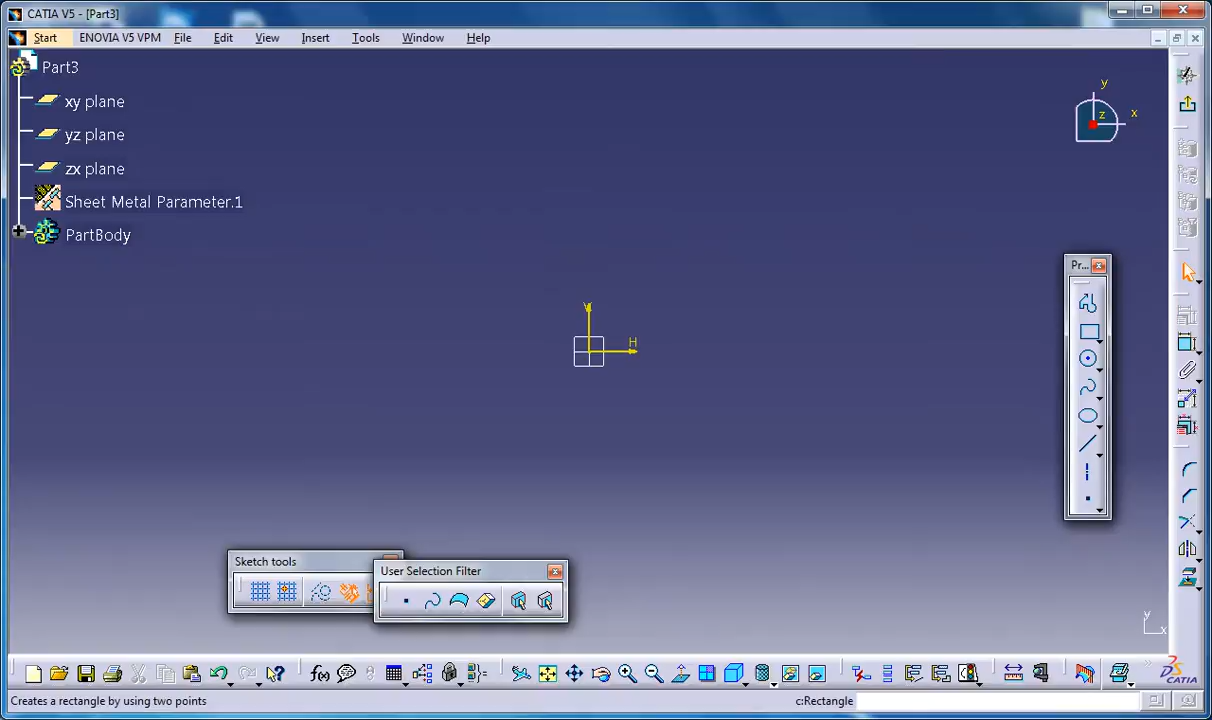 CATIA V5 - [Part3]
Start ENOVIA V5 VPM File Edit View Insert Tools Window Help
Part3
xy plane
yz plane
zx plane
Sheet Metal Parameter.1
PartBody
y
z x
V
H
Pr...
Sketch tools
User Selection Filter
y
x
f(x)
CATIA
Creates a rectangle by using two points
c:Rectangle